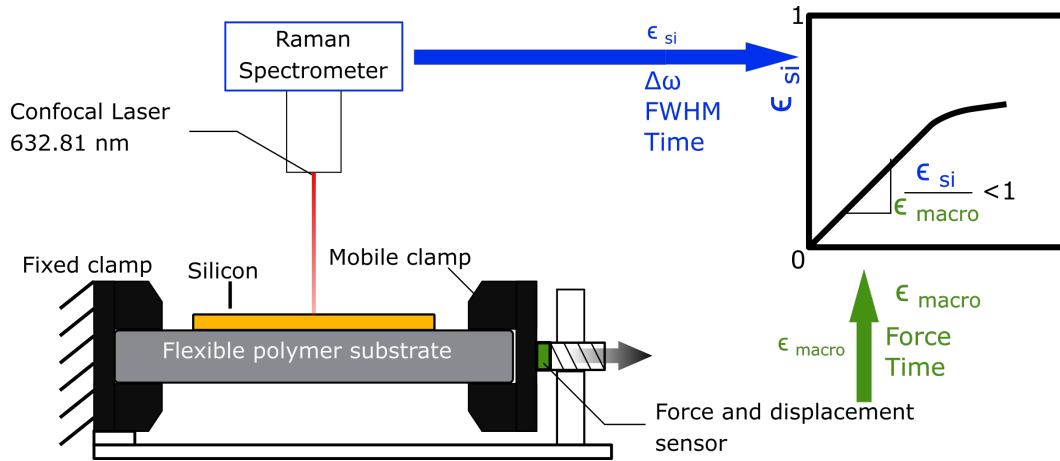 Raman
Spectrometer
Confocal Laser
632.81 nm
ϵ si
Δω
FWHM
Time
1
ϵ si
0
ϵ si
ϵ macro
<1
Fixed clamp
Silicon
Mobile clamp
Flexible polymer substrate
Force and displacement
sensor
ϵ macro
ϵ macro
Force
Time